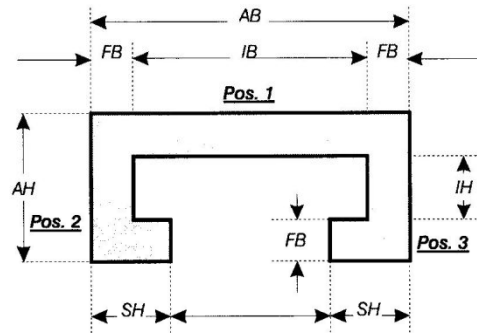 AB
FB IB FB
Pos. 1
AH
IH
Pos. 2
FB
Pos. 3
SH SH